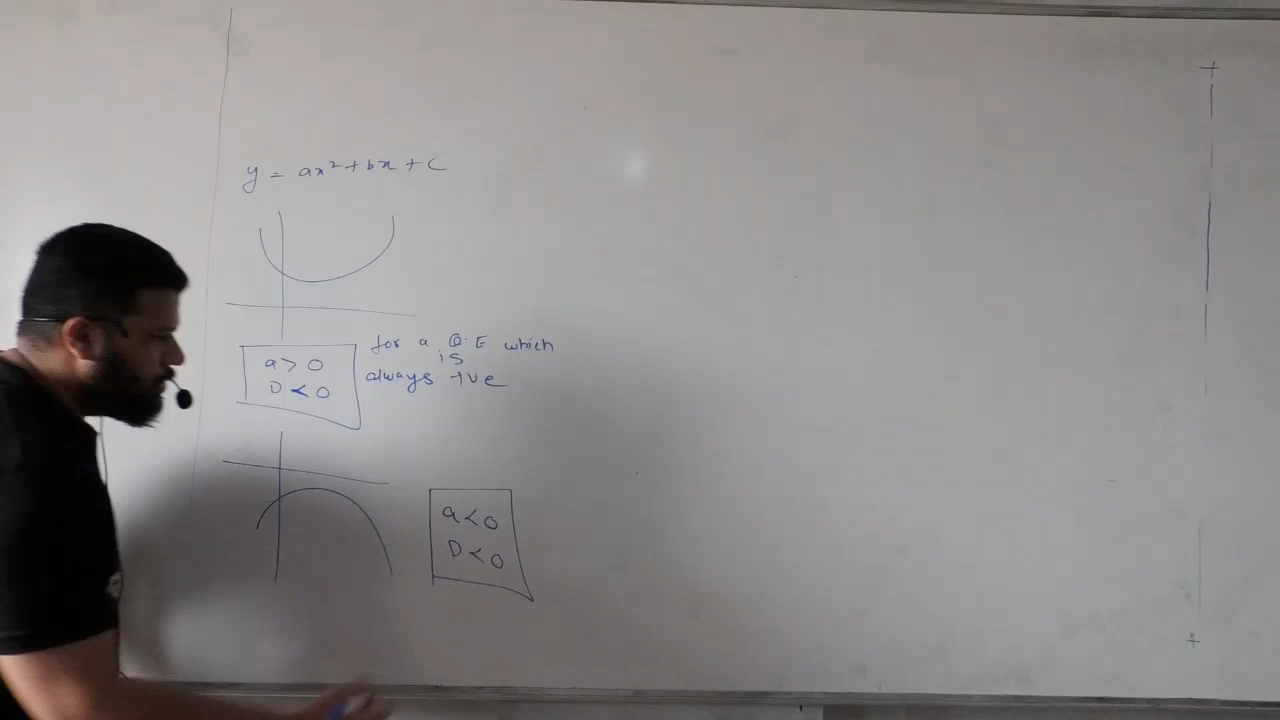 y = ax²+bx+c
a > 0
D < 0
for a Q.E which
is
always +ve
a < 0
D < 0